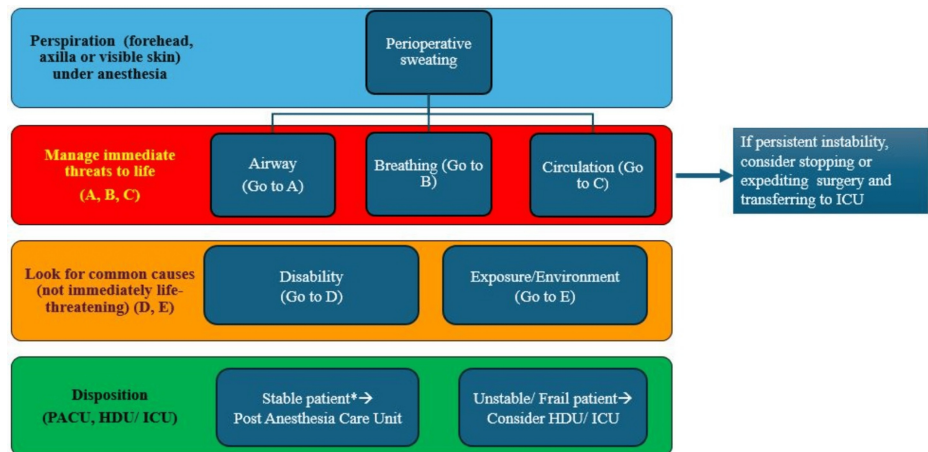 Perspiration (forehead,
axilla or visible skin)
under anesthesia
Perioperative
sweating
Manage immediate
threats to life
(A, B, C)
Airway
(Go to A)
Breathing (Go to
B)
Circulation (Go
to C)
If persistent instability,
consider stopping or
expediting surgery and
transferring to ICU
Look for common causes
(not immediately life-
threatening) (D, E)
Disability
(Go to D)
Exposure/Environment
(Go to E)
Disposition
(PACU, HDU/ ICU)
Stable patient*→
Post Anesthesia Care Unit
Unstable/ Frail patient→
Consider HDU/ ICU